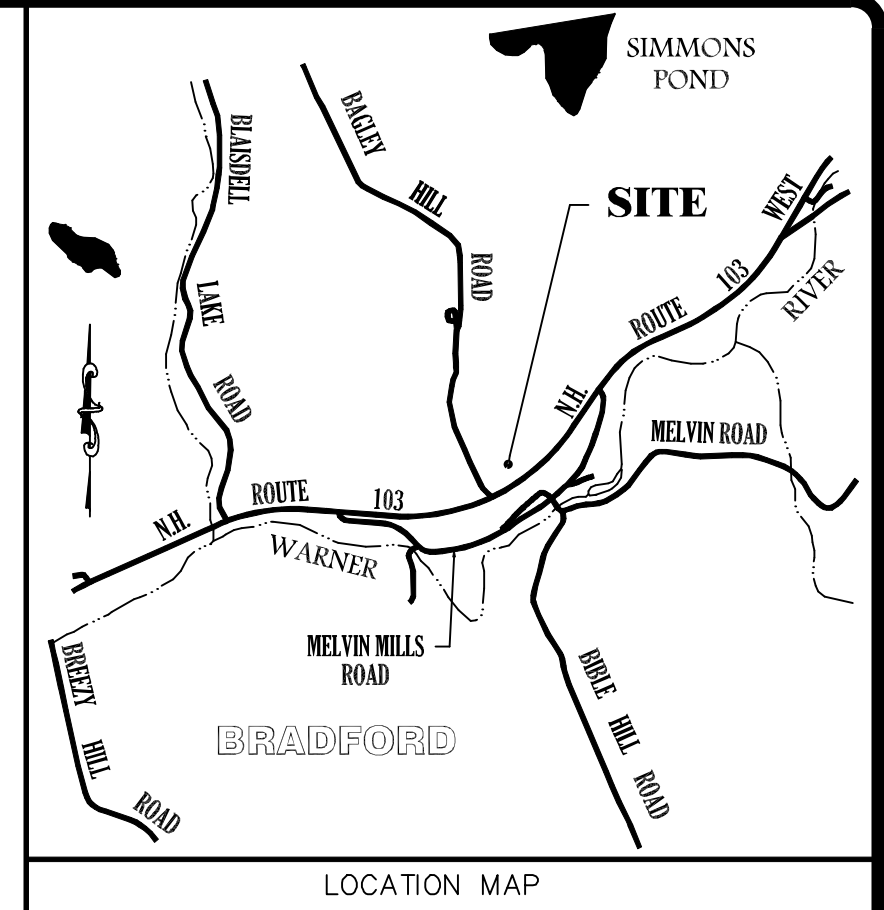 SIMMONS
POND
BAGLEY
HILL
ROAD
BLAISDELL
LAKE
ROAD
SITE
WEST
RIVER
N.H.
ROUTE
103
MELVIN ROAD
N.H.
ROUTE
103
WARNER
MELVIN MILLS
ROAD
BREEZY
HILL
ROAD
BIBLE
HILL
ROAD
BRADFORD
LOCATION MAP